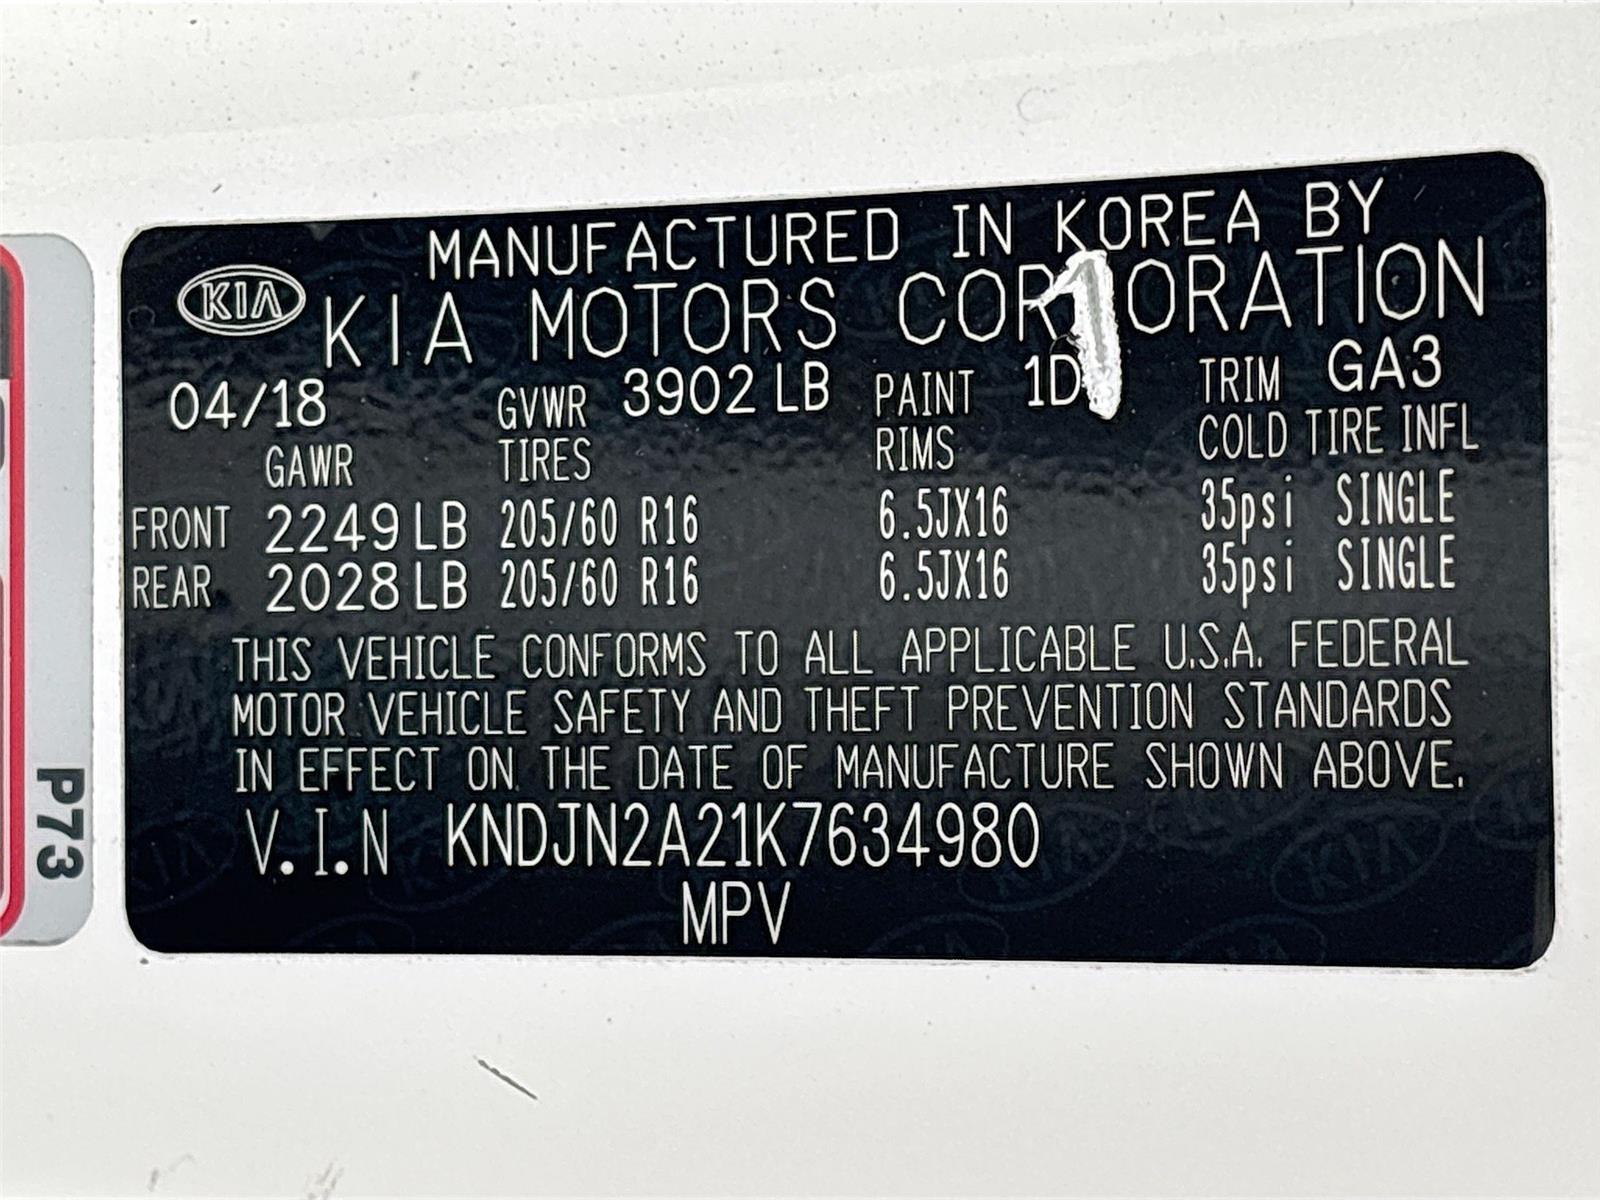 MANUFACTURED IN KOREA BY
KIA KIA MOTORS CORPORATION
04/18 GVWR 3902 LB PAINT 1D TRIM GA3
GAWR TIRES RIMS COLD TIRE INFL
FRONT 2249 LB 205/60 R16 6.5JX16 35psi SINGLE
REAR 2028 LB 205/60 R16 6.5JX16 35psi SINGLE
THIS VEHICLE CONFORMS TO ALL APPLICABLE U.S.A. FEDERAL
MOTOR VEHICLE SAFETY AND THEFT PREVENTION STANDARDS
IN EFFECT ON THE DATE OF MANUFACTURE SHOWN ABOVE.
V.I.N KNDJN2A21K7634980
MPV
1
P73